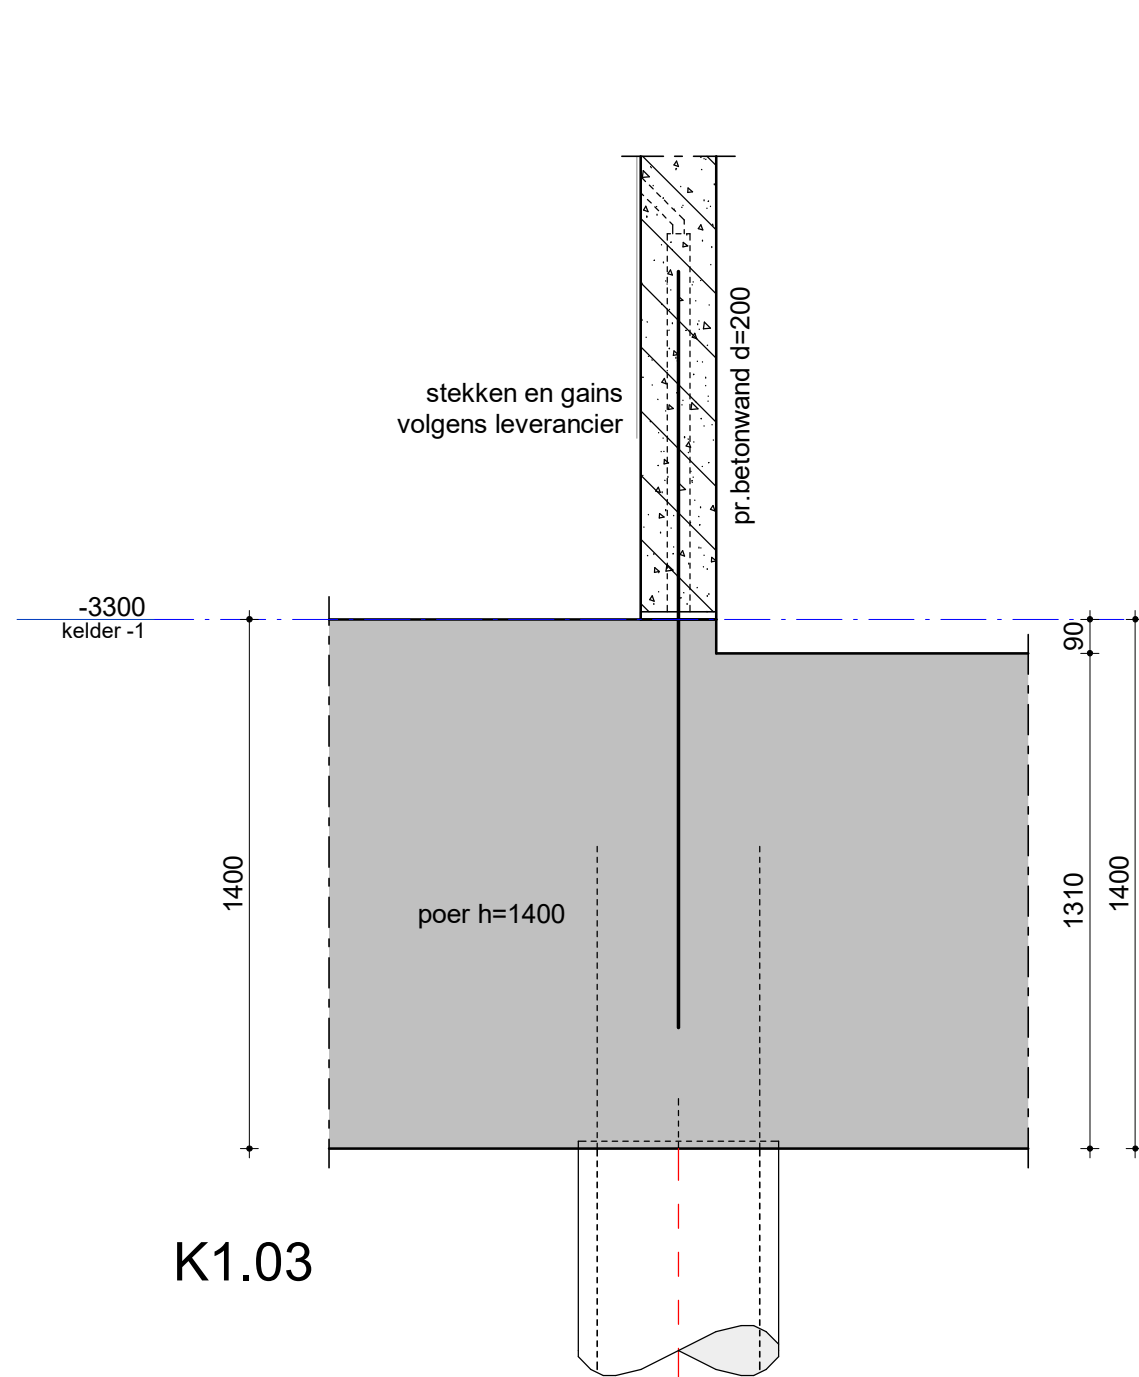 stekken en gains
volgens leverancier
pr.betonwand d=200
-3300
kelder -1
90
1400
poer h=1400
1310
1400
K1.03